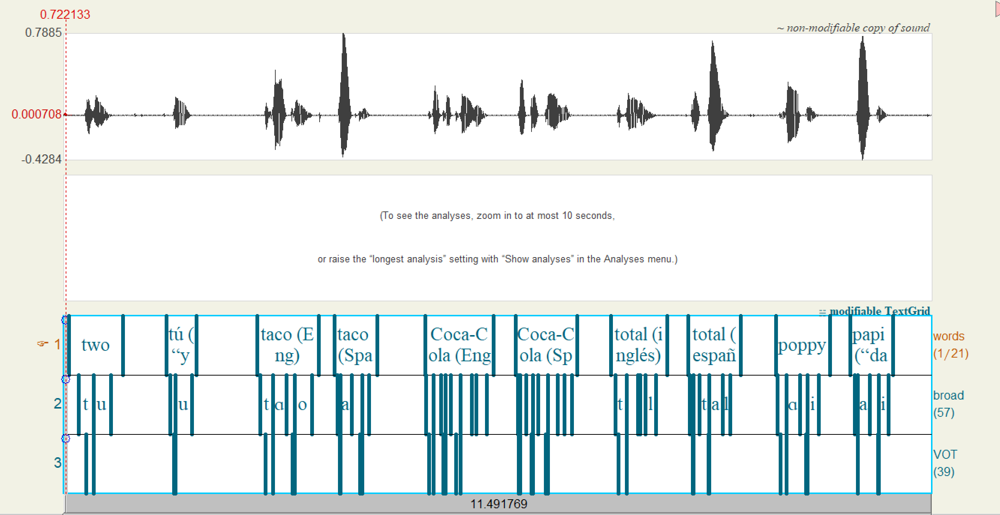 0.722133
0.7885
~ non-modifiable copy of sound
0.000708
-0.4284
(To see the analyses, zoom in to at most 10 seconds,
or raise the “longest analysis” setting with “Show analyses” in the Analyses menu.)
modifiable TextGrid
☞ 1
two
tú (
“y
taco (E
ng)
taco
(Spa
Coca-C
ola (Eng
Coca-C
ola (Sp
total (i
nglés)
total (
españ
poppy
papi
(“da
words
(1/21)
2
t u u t ɑ o a t l t a l ɑ i a i
broad
(57)
3
VOT
(39)
11.491769